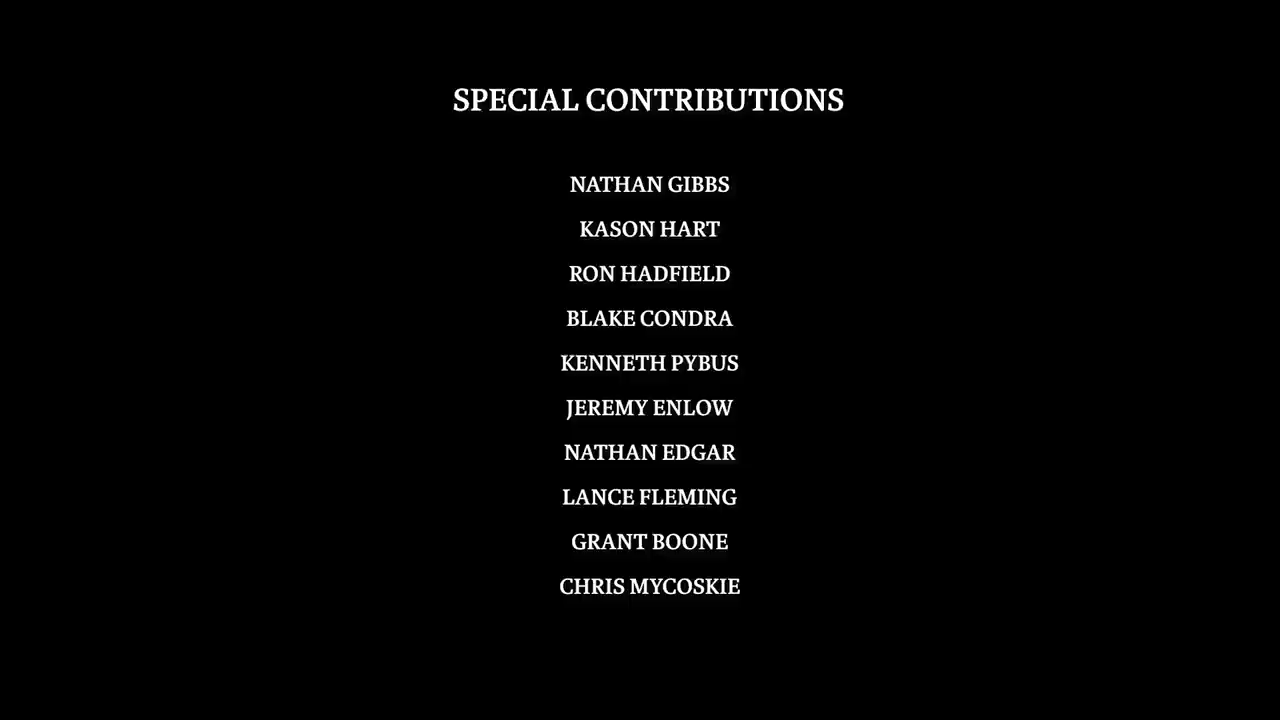 SPECIAL CONTRIBUTIONS
NATHAN GIBBS
KASON HART
RON HADFIELD
BLAKE CONDRA
KENNETH PYBUS
JEREMY ENLOW
NATHAN EDGAR
LANCE FLEMING
GRANT BOONE
CHRIS MYCOSKIE